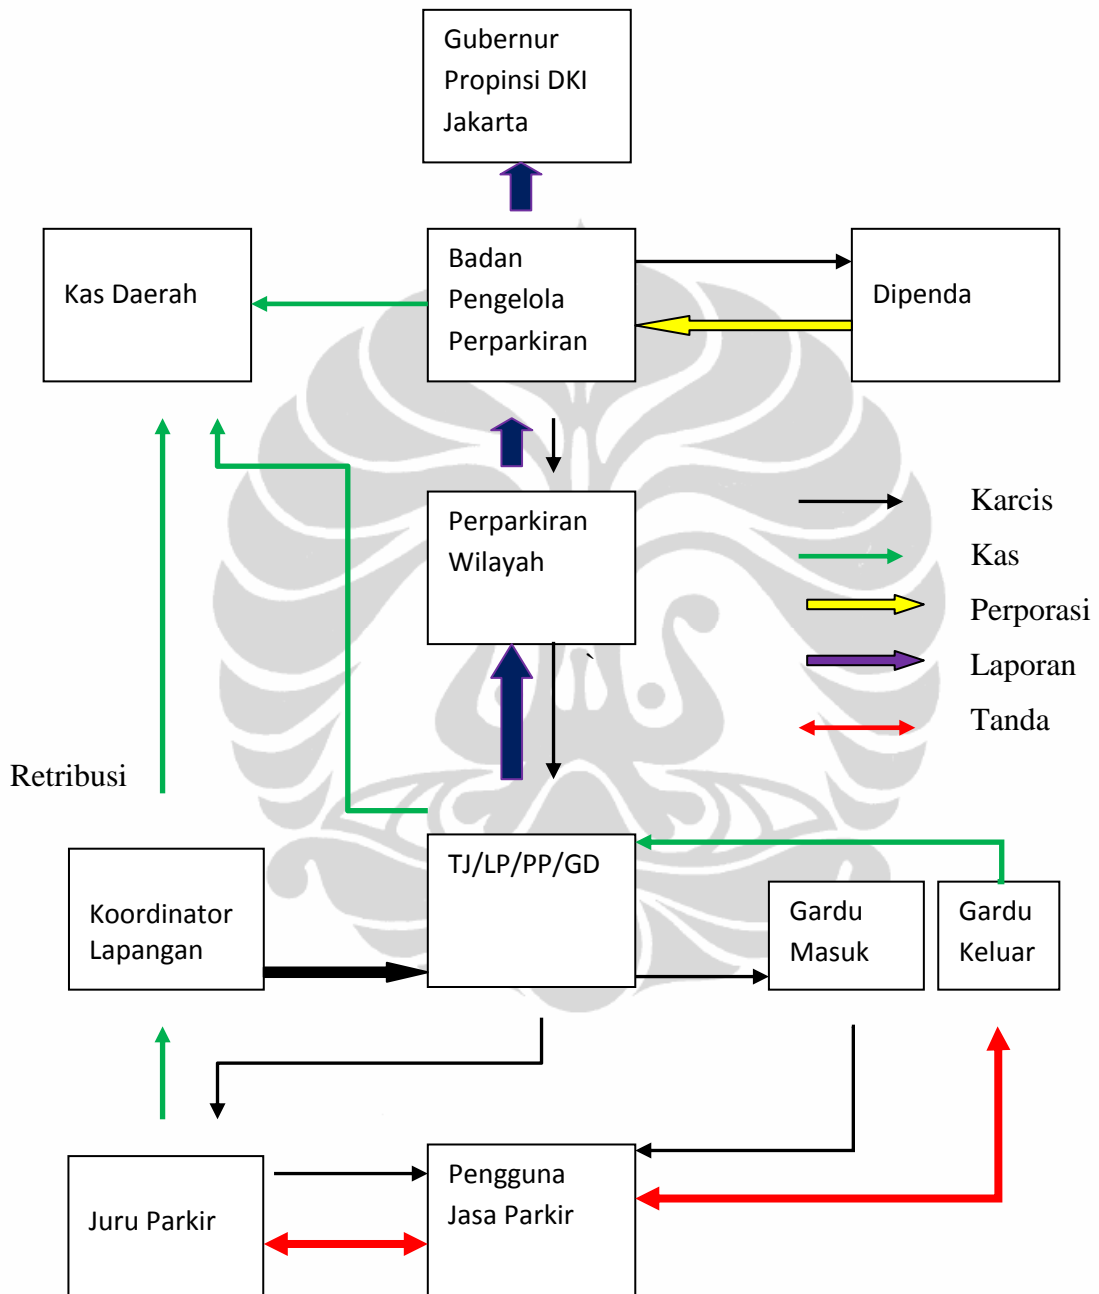 Gubernur
Propinsi DKI
Jakarta
Kas Daerah
Badan
Pengelola
Perparkiran
Dipenda
Perparkiran
Wilayah
`
Karcis
Kas
Perporasi
Laporan
Tanda
Retribusi
Koordinator
Lapangan
TJ/LP/PP/GD
Gardu
Masuk
Gardu
Keluar
Juru Parkir
Pengguna
Jasa Parkir